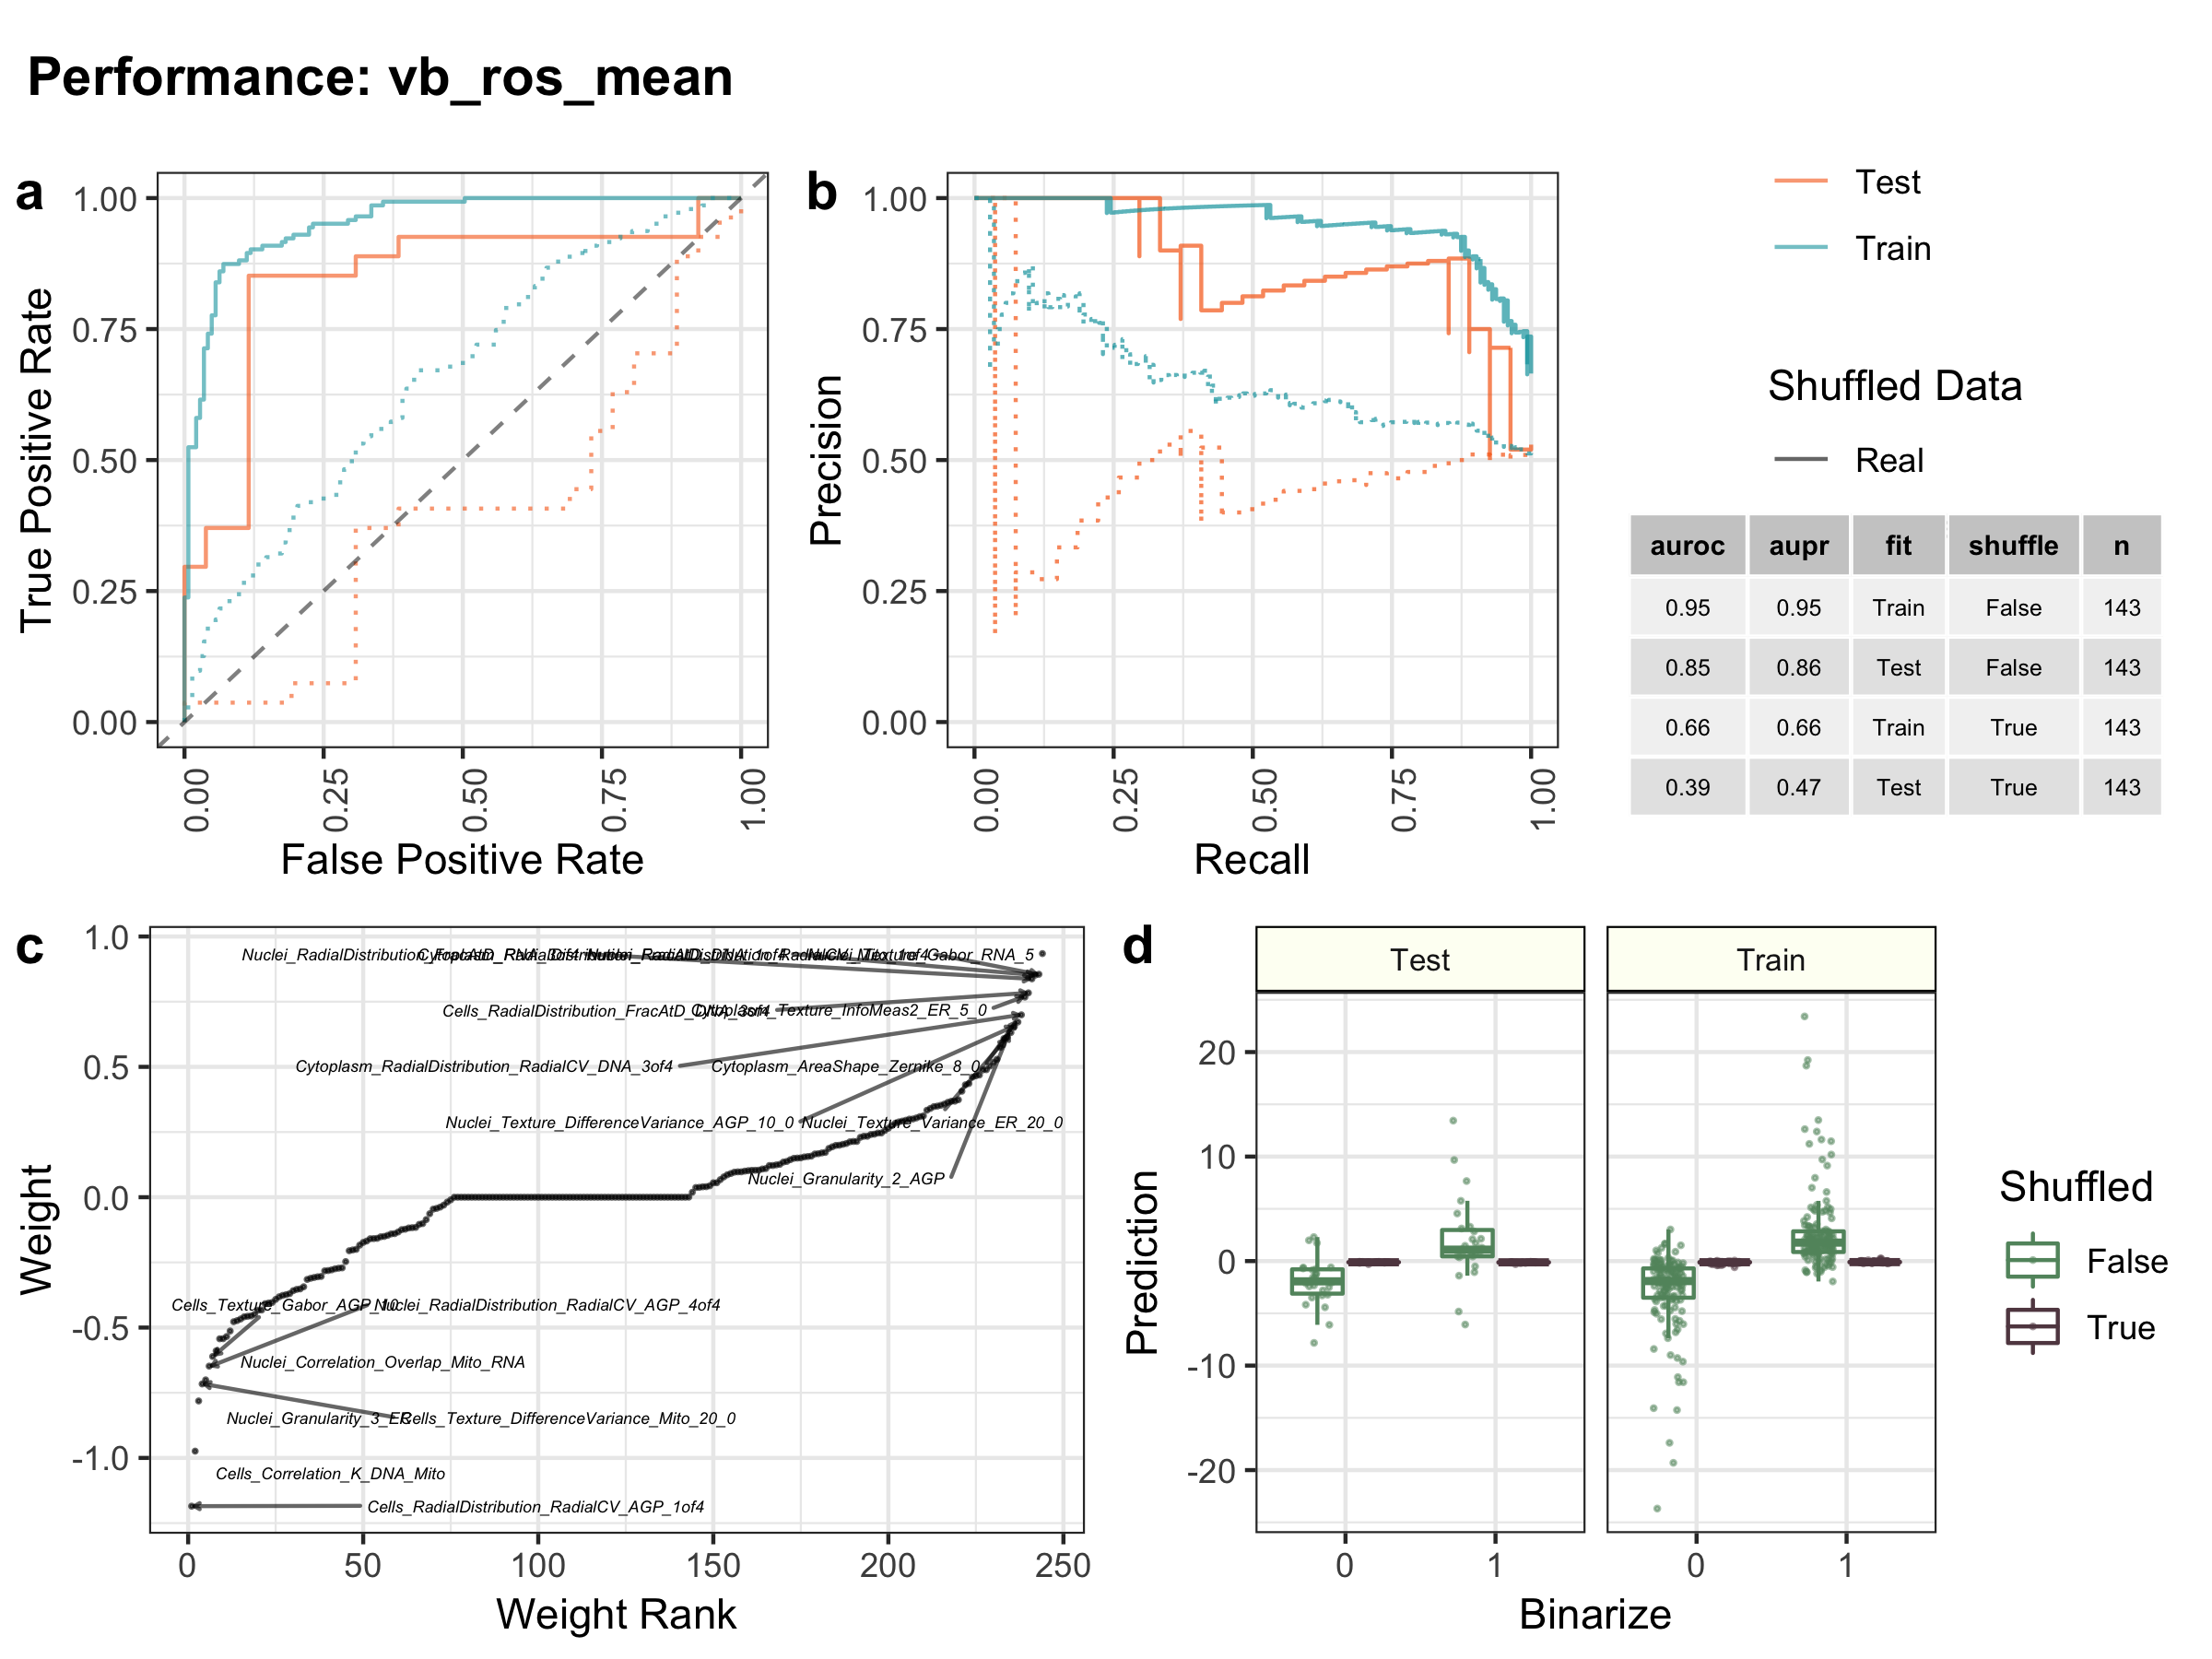 Performance: vb_ros_mean
a
True Positive Rate
1.00
0.75
0.50
0.25
0.00
0.00 0.25 0.50 0.75 1.00
False Positive Rate
b
Precision
1.00
0.75
0.50
0.25
0.00
0.00 0.25 0.50 0.75 1.00
Recall
Test
Train
Shuffled Data
Real
auroc aupr fit shuffle n
0.95 0.95 Train False 143
0.85 0.86 Test False 143
0.66 0.66 Train True 143
0.39 0.47 Test True 143
c
Weight
1.0
0.5
0.0
-0.5
-1.0
Nuclei_RadialDistribution_FracAtD_RNA_3of4
Nuclei_Texture_Gabor_RNA_5
Cells_RadialDistribution_FracAtD_DNA_3of4
Cytoplasm_Texture_InfoMeas2_ER_5_0
Cytoplasm_RadialDistribution_RadialCV_DNA_3of4
Cytoplasm_AreaShape_Zernike_8_0
Nuclei_Texture_DifferenceVariance_AGP_10_0
Nuclei_Texture_Variance_ER_20_0
Nuclei_Granularity_2_AGP
Cells_Texture_Gabor_AGP_10
Nuclei_RadialDistribution_RadialCV_AGP_4of4
Nuclei_Correlation_Overlap_Mito_RNA
Nuclei_Granularity_3_ER
Cells_Texture_DifferenceVariance_Mito_20_0
Cells_Correlation_K_DNA_Mito
Cells_RadialDistribution_RadialCV_AGP_1of4
0 50 100 150 200 250
Weight Rank
d
Test Train
Prediction
20
10
0
-10
-20
0 1 0 1
Binarize
Shuffled
False
True